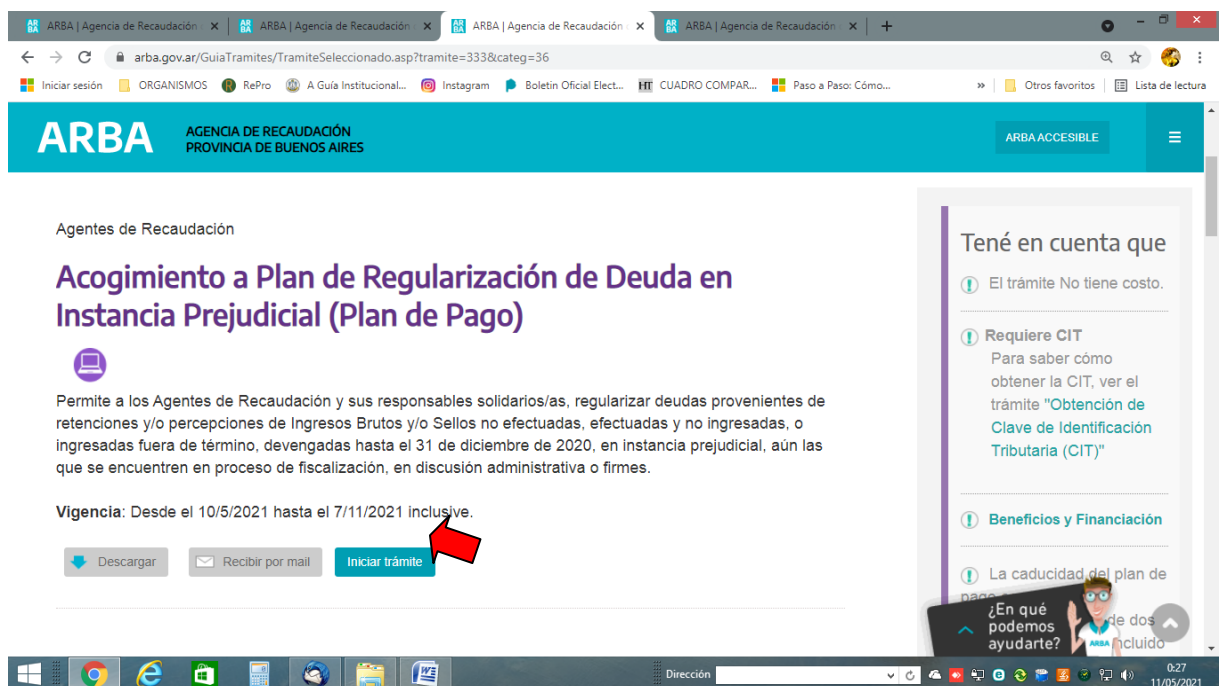 ARBA | Agencia de Recaudación
ARBA | Agencia de Recaudación
ARBA | Agencia de Recaudación
ARBA | Agencia de Recaudación
arba.gov.ar/GuiaTramites/TramiteSeleccionado.asp?tramite=333&categ=36
Iniciar sesión ORGANISMOS RePro A Guía Institucional... Instagram Boletin Oficial Elect... HT CUADRO COMPAR... Paso a Paso: Cómo... » Otros favoritos Lista de lectura
ARBA
AGENCIA DE RECAUDACIÓN
PROVINCIA DE BUENOS AIRES
ARBA ACCESIBLE
Agentes de Recaudación
Acogimiento a Plan de Regularización de Deuda en
Instancia Prejudicial (Plan de Pago)
Permite a los Agentes de Recaudación y sus responsables solidarios/as, regularizar deudas provenientes de
retenciones y/o percepciones de Ingresos Brutos y/o Sellos no efectuadas, efectuadas y no ingresadas, o
ingresadas fuera de término, devengadas hasta el 31 de diciembre de 2020, en instancia prejudicial, aún las
que se encuentren en proceso de fiscalización, en discusión administrativa o firmes.
Vigencia: Desde el 10/5/2021 hasta el 7/11/2021 inclusive.
Descargar Recibir por mail Iniciar trámite
Tené en cuenta que
El trámite No tiene costo.
Requiere CIT
Para saber cómo
obtener la CIT, ver el
trámite "Obtención de
Clave de Identificación
Tributaria (CIT)"
Beneficios y Financiación
La caducidad del plan de
de dos
incluido
¿En qué
podemos
ayudarte?
ARBA
Dirección
0:27
11/05/2021